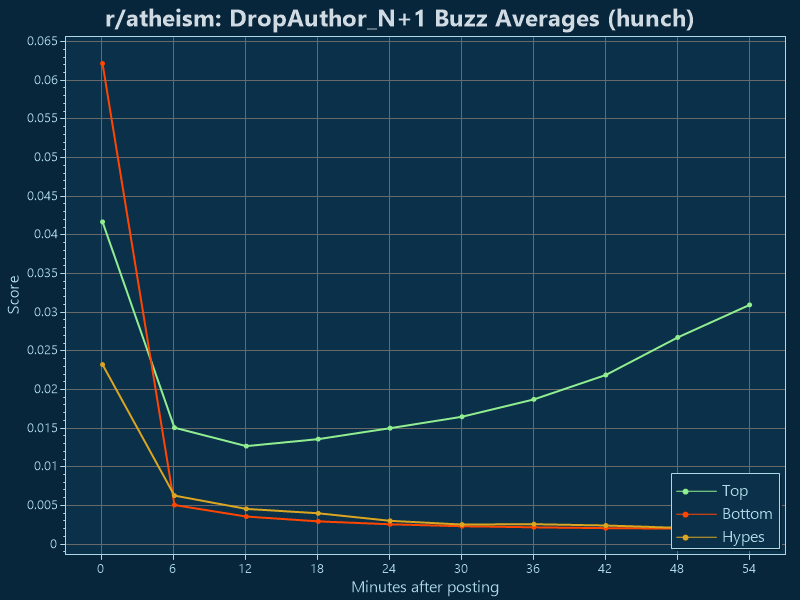 r/atheism: DropAuthor_N+1 Buzz Averages (hunch)
0.065
0.06
0.055
0.05
0.045
0.04
0.035
0.03
0.025
0.02
0.015
0.01
0.005
0
Score
Top
Bottom
Hypes
0 6 12 18 24 30 36 42 48 54
Minutes after posting